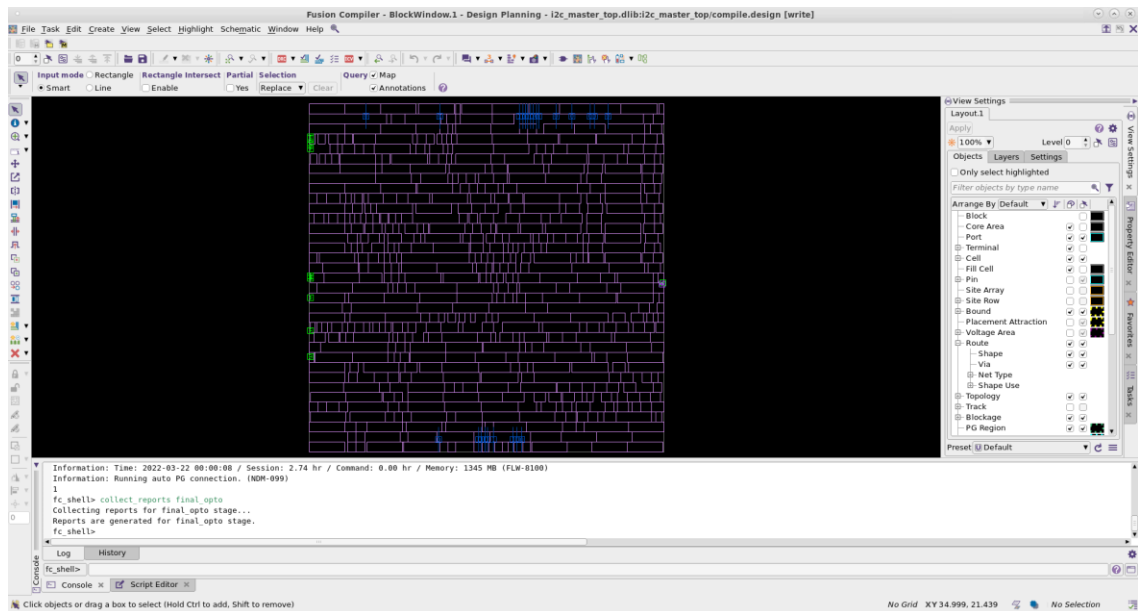 Fusion Compiler - BlockWindow.1 - Design Planning - i2c_master_top.dlib:i2c_master_top/compile.design [write]
File Task Edit Create View Select Highlight Schematic Window Help
0
Input mode Rectangle Rectangle Intersect Partial Selection Query Map
Smart Line Enable Yes Replace Clear Annotations
View Settings
Layout.1
Apply
100% Level 0
Objects Layers Settings
Only select highlighted
Filter objects by type name
Arrange By Default
Block
Core Area
Port
Terminal
Cell
Fill Cell
Pin
Site Array
Site Row
Bound
Placement Attraction
Voltage Area
Route
Shape
Via
Net Type
Shape Use
Topology
Track
Blockage
PG Region
Preset Default
View Settings
Property Editor
Favorites
Tasks
0
Information: Time: 2022-03-22 00:00:08 / Session: 2.74 hr / Command: 0.00 hr / Memory: 1345 MB (FLW-8100)
Information: Running auto PG connection. (NDM-099)
1
fc_shell> collect_reports final_opto
Collecting reports for final_opto stage...
Reports are generated for final_opto stage.
fc_shell>
Log History
fc_shell>
Console
Console Script Editor
Click objects or drag a box to select (Hold Ctrl to add, Shift to remove) No Grid XY 34.999, 21.439 No Selection